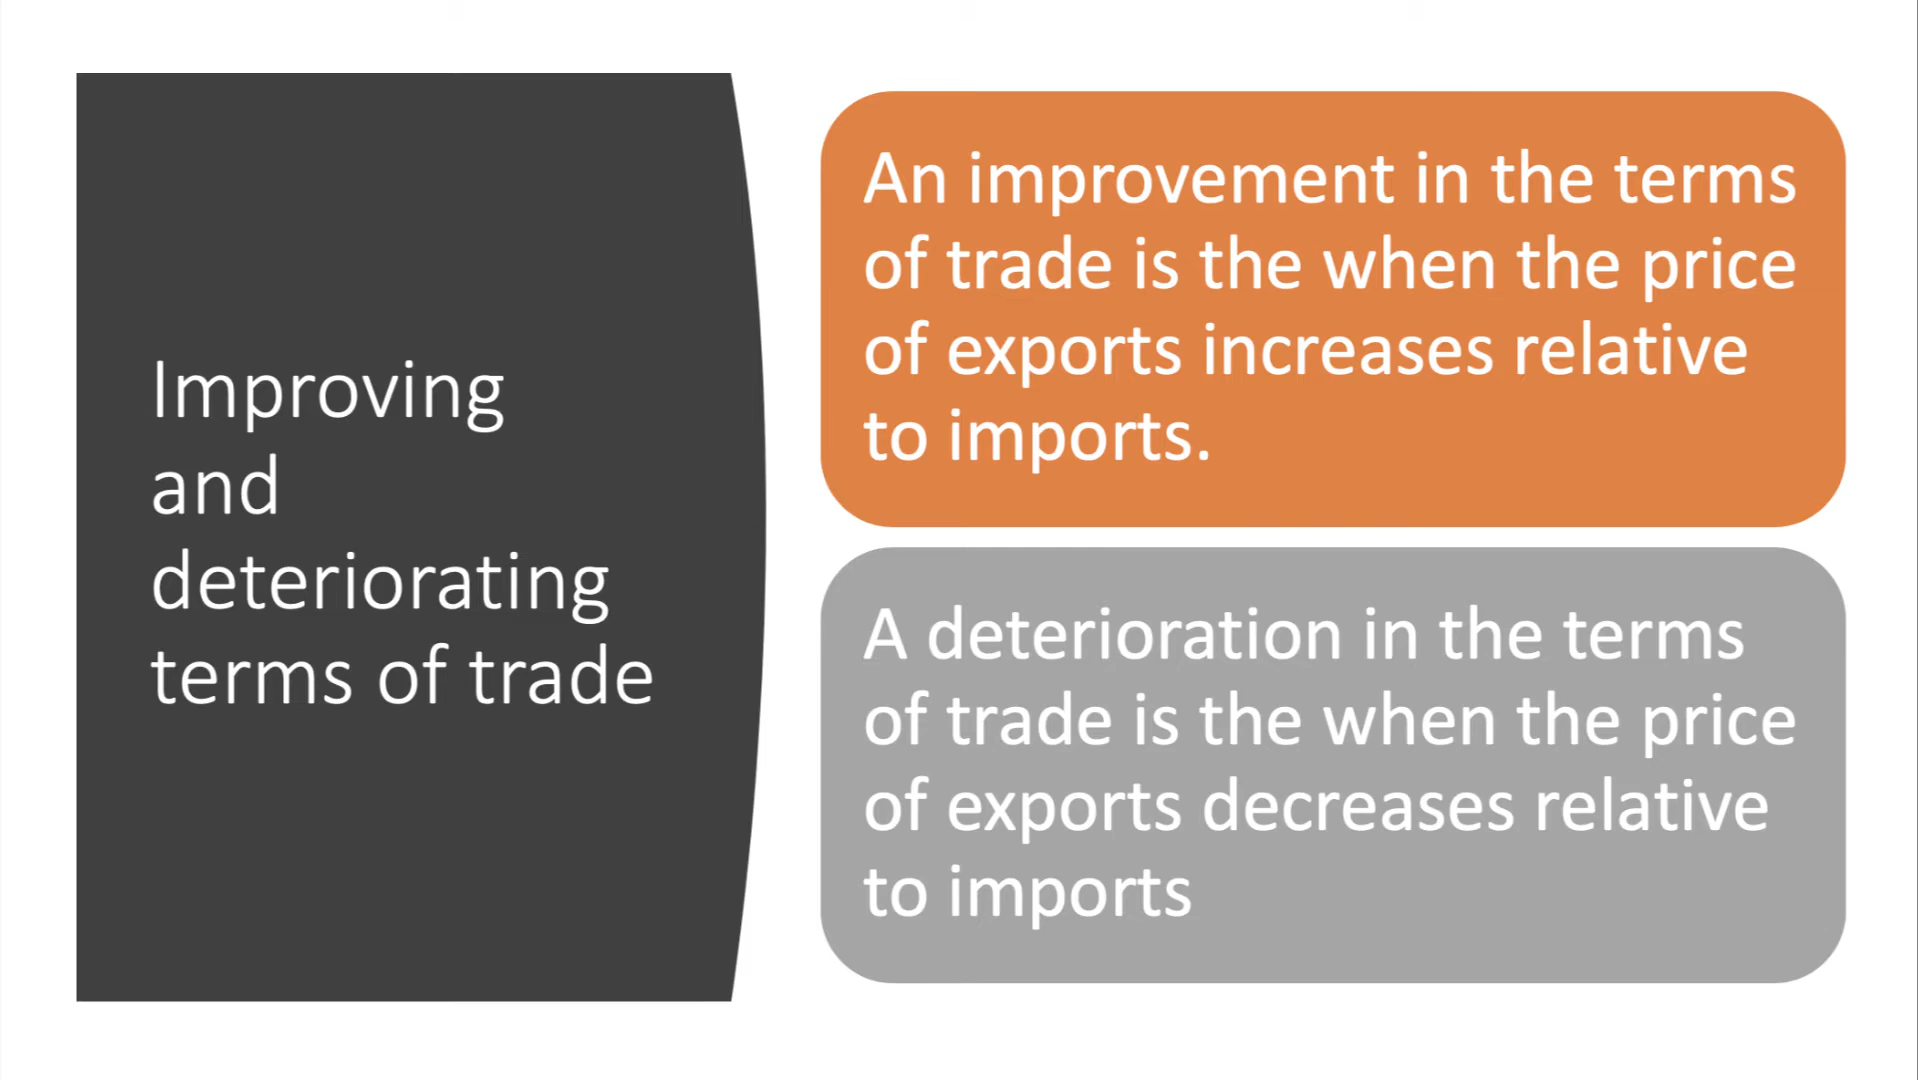 Improving
and
deteriorating
terms of trade
An improvement in the terms
of trade is the when the price
of exports increases relative
to imports.
A deterioration in the terms
of trade is the when the price
of exports decreases relative
to imports